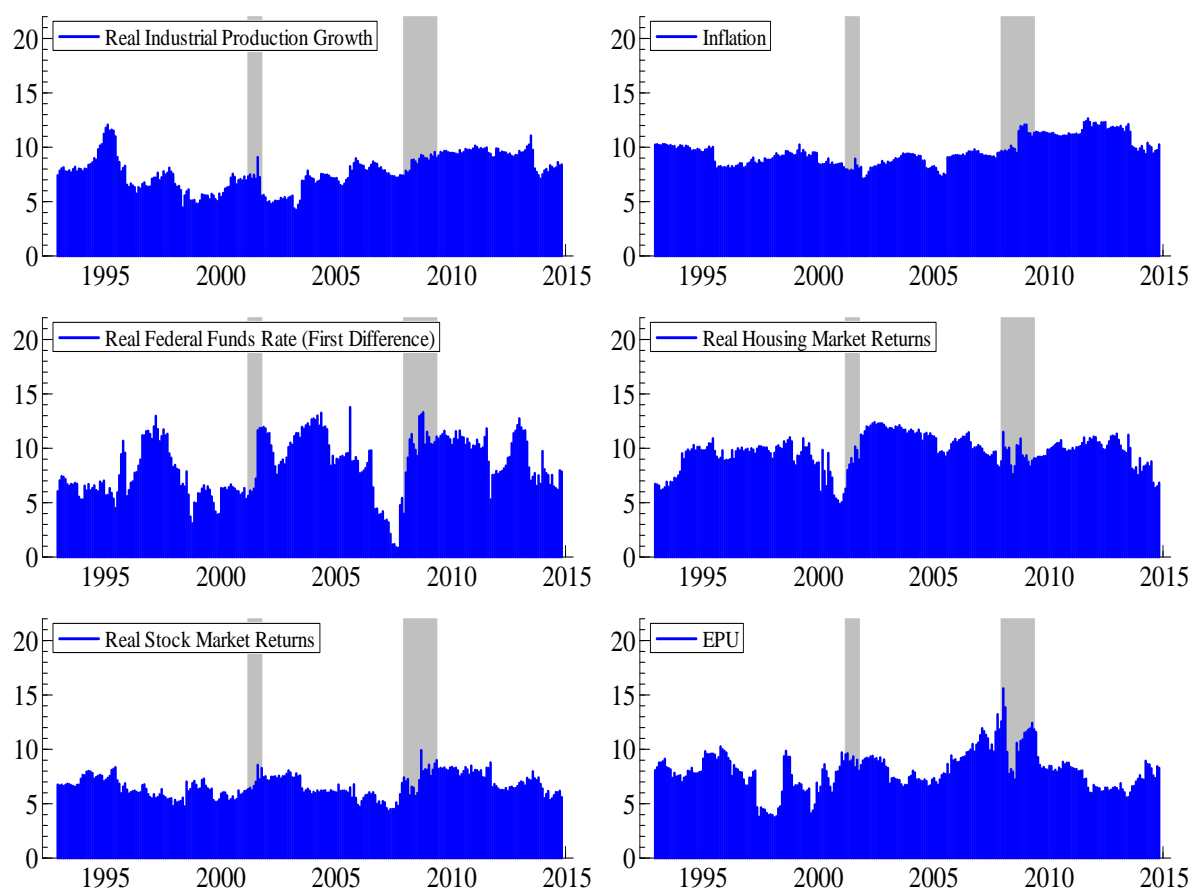 Real Industrial Production Growth
20
15
10
5
0
1995 2000 2005 2010 2015
Inflation
20
15
10
5
0
1995 2000 2005 2010 2015
Real Federal Funds Rate (First Difference)
20
15
10
5
0
1995 2000 2005 2010 2015
Real Housing Market Returns
20
15
10
5
0
1995 2000 2005 2010 2015
Real Stock Market Returns
20
15
10
5
0
1995 2000 2005 2010 2015
EPU
20
15
10
5
0
1995 2000 2005 2010 2015